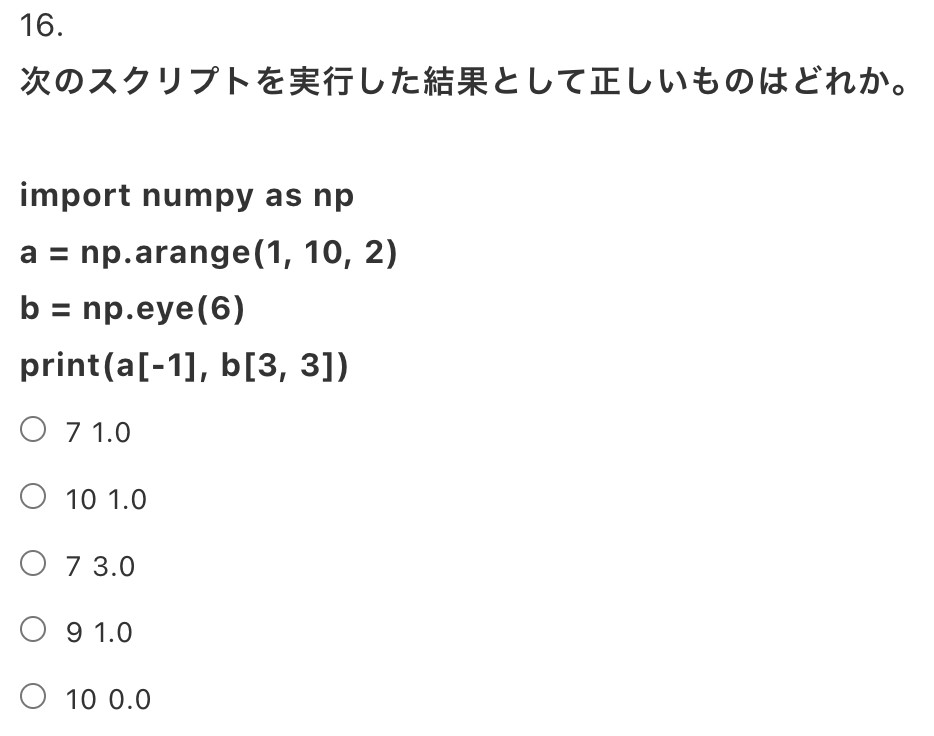 16.
次のスクリプトを実行した結果として正しいものはどれか。
import numpy as np
a = np.arange(1, 10, 2)
b = np.eye(6)
print(a[-1], b[3, 3])
7 1.0
10 1.0
7 3.0
9 1.0
10 0.0